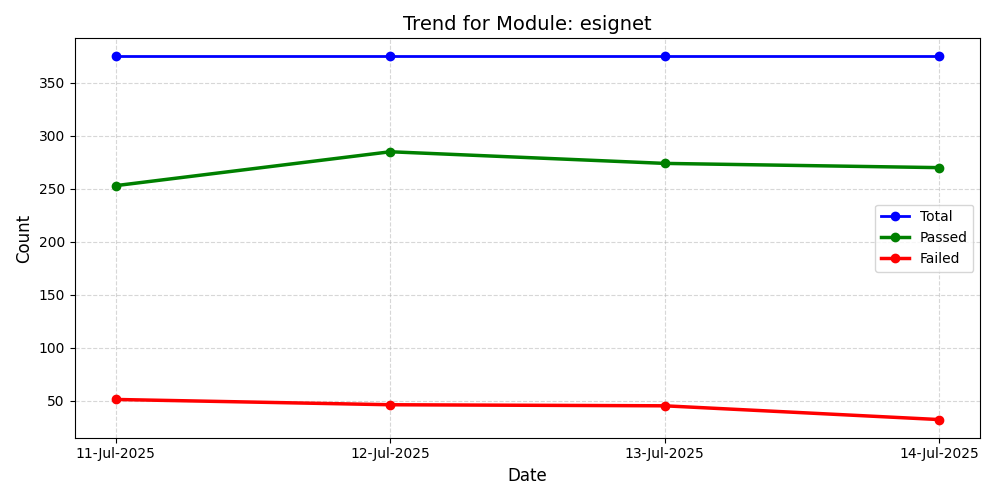 Trend for Module: esignet
Count
350
300
250
200
150
100
50
Total
Passed
Failed
11-Jul-2025
12-Jul-2025
13-Jul-2025
14-Jul-2025
Date